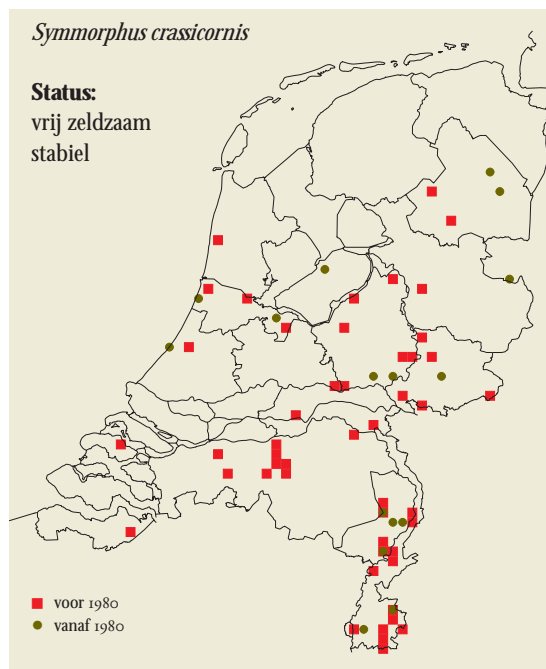 Symmorphus crassicornis
Status:
vrij zeldzaam
stabiel
voor 1980
vanaf 1980